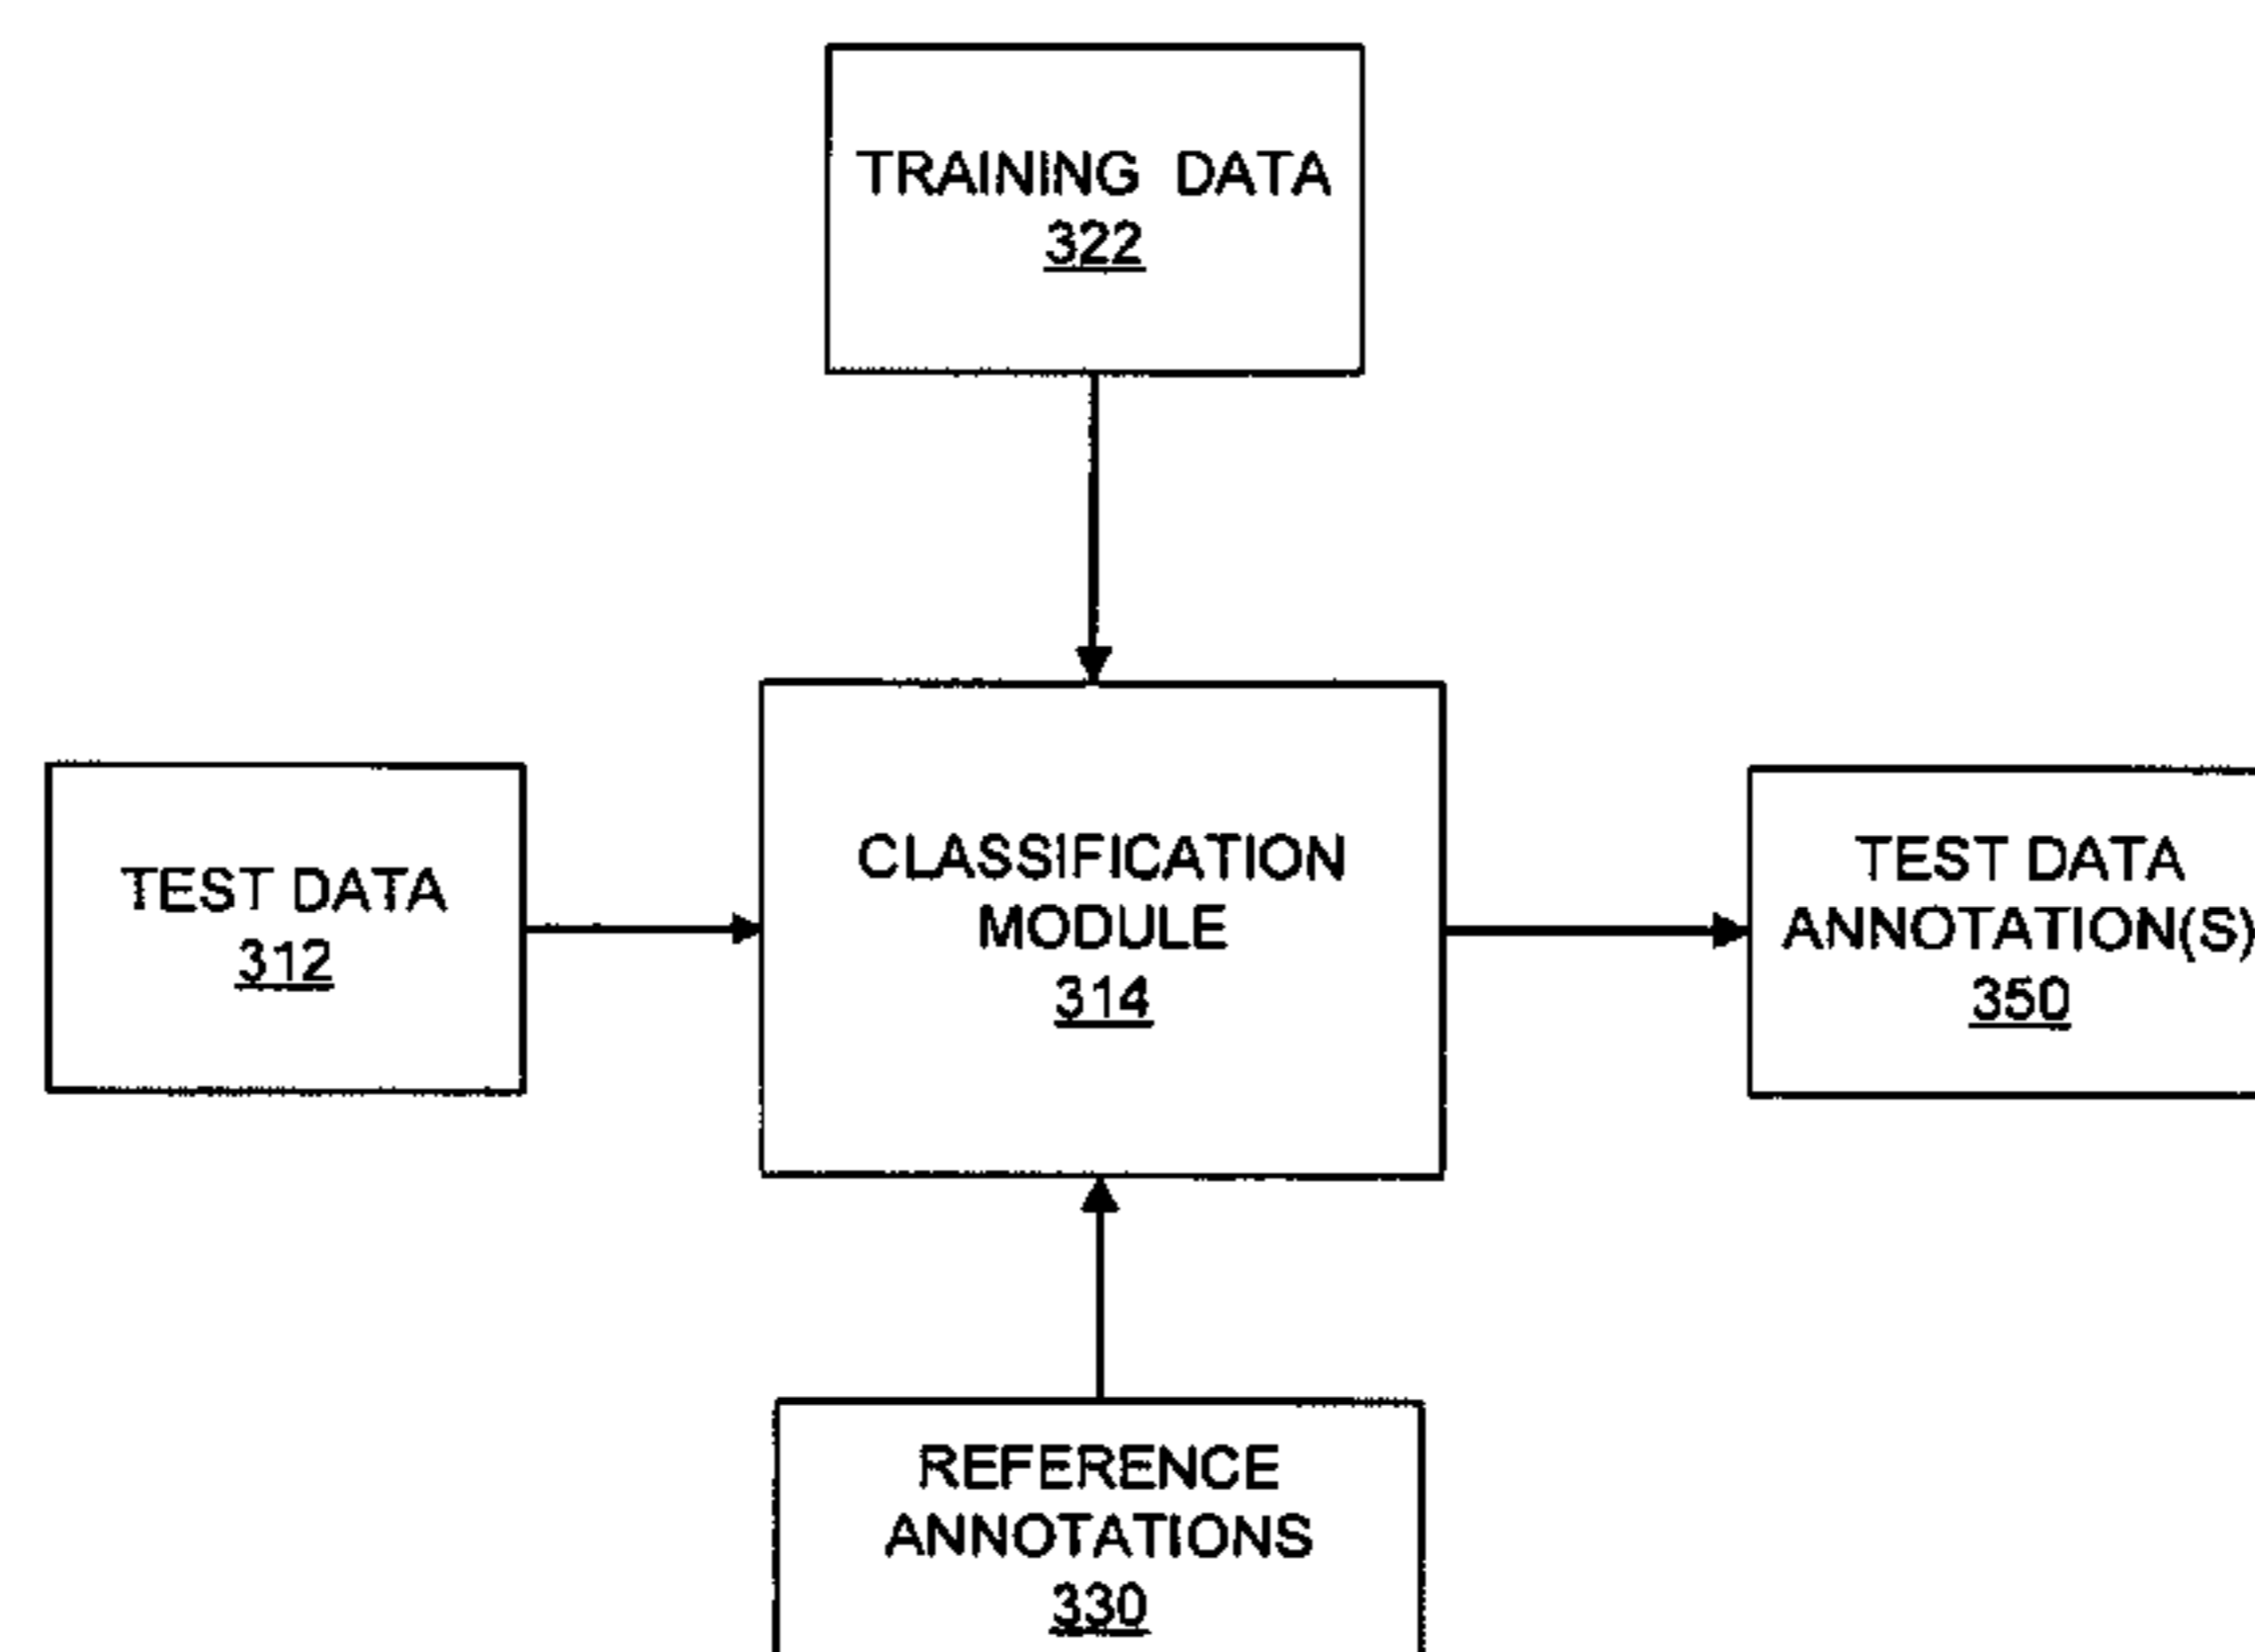 TRAINING DATA
322
TEST DATA
312
CLASSIFICATION
MODULE
314
TEST DATA
ANNOTATION(S)
350
REFERENCE
ANNOTATIONS
330